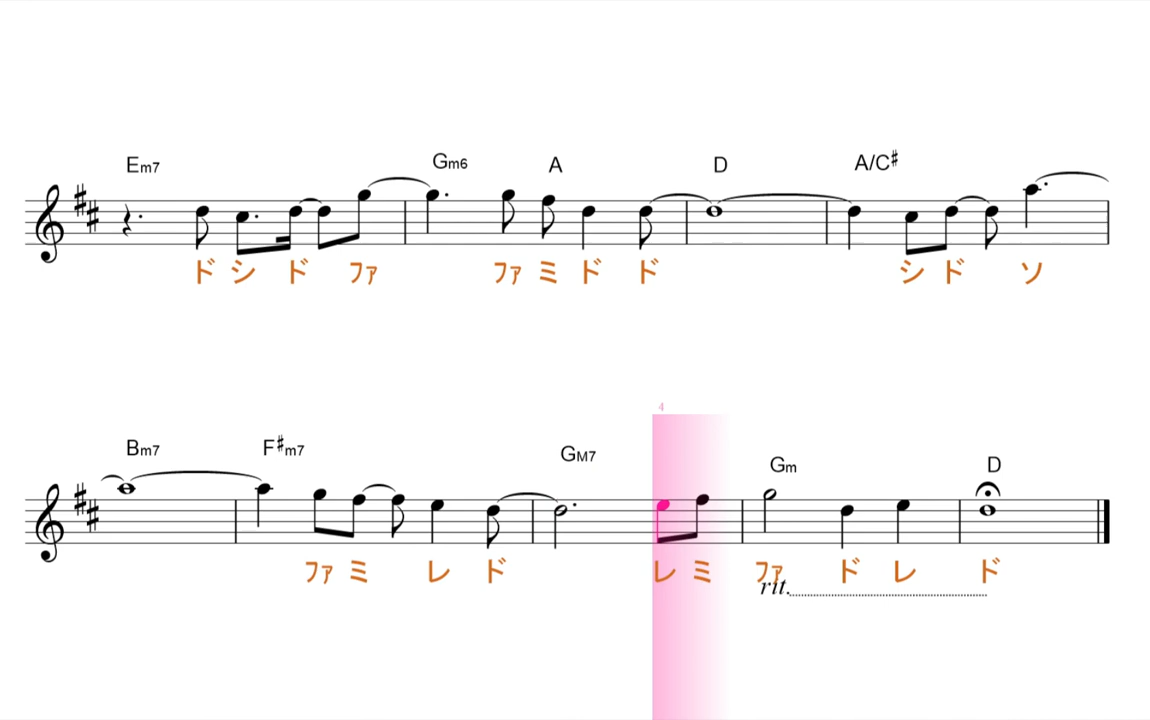 Em7 Gm6 A D A/C♯
ド シ ド ファ ファ ミ ド ド シ ド ソ
4
Bm7 F♯m7 GM7 Gm D
ファ ミ レ ド レ ミ ファ ド レ ド
rit.